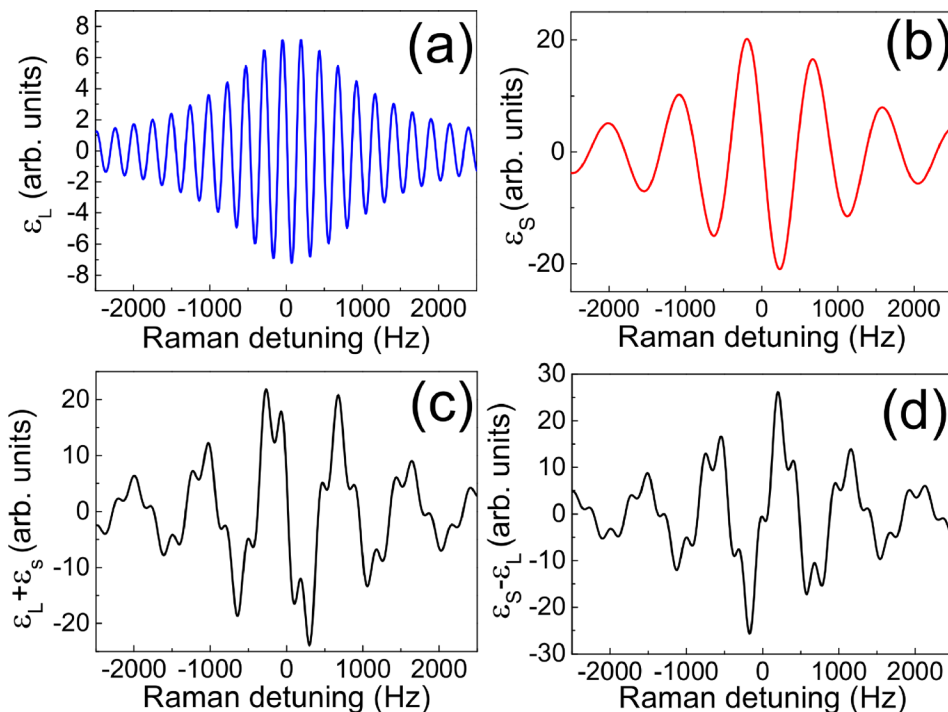 (a)
8
6
4
2
0
-2
-4
-6
-8
ε_L (arb. units)
-2000 -1000 0 1000 2000
Raman detuning (Hz)
(b)
20
0
-20
ε_S (arb. units)
-2000 -1000 0 1000 2000
Raman detuning (Hz)
(c)
20
10
0
-10
-20
ε_L+ε_s (arb. units)
-2000 -1000 0 1000 2000
Raman detuning (Hz)
(d)
30
20
10
0
-10
-20
-30
ε_S-ε_L (arb. units)
-2000 -1000 0 1000 2000
Raman detuning (Hz)